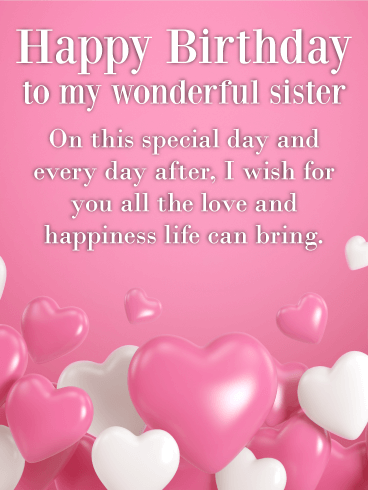 Happy Birthday
to my wonderful sister
On this special day and
every day after, I wish for
you all the love and
happiness life can bring.